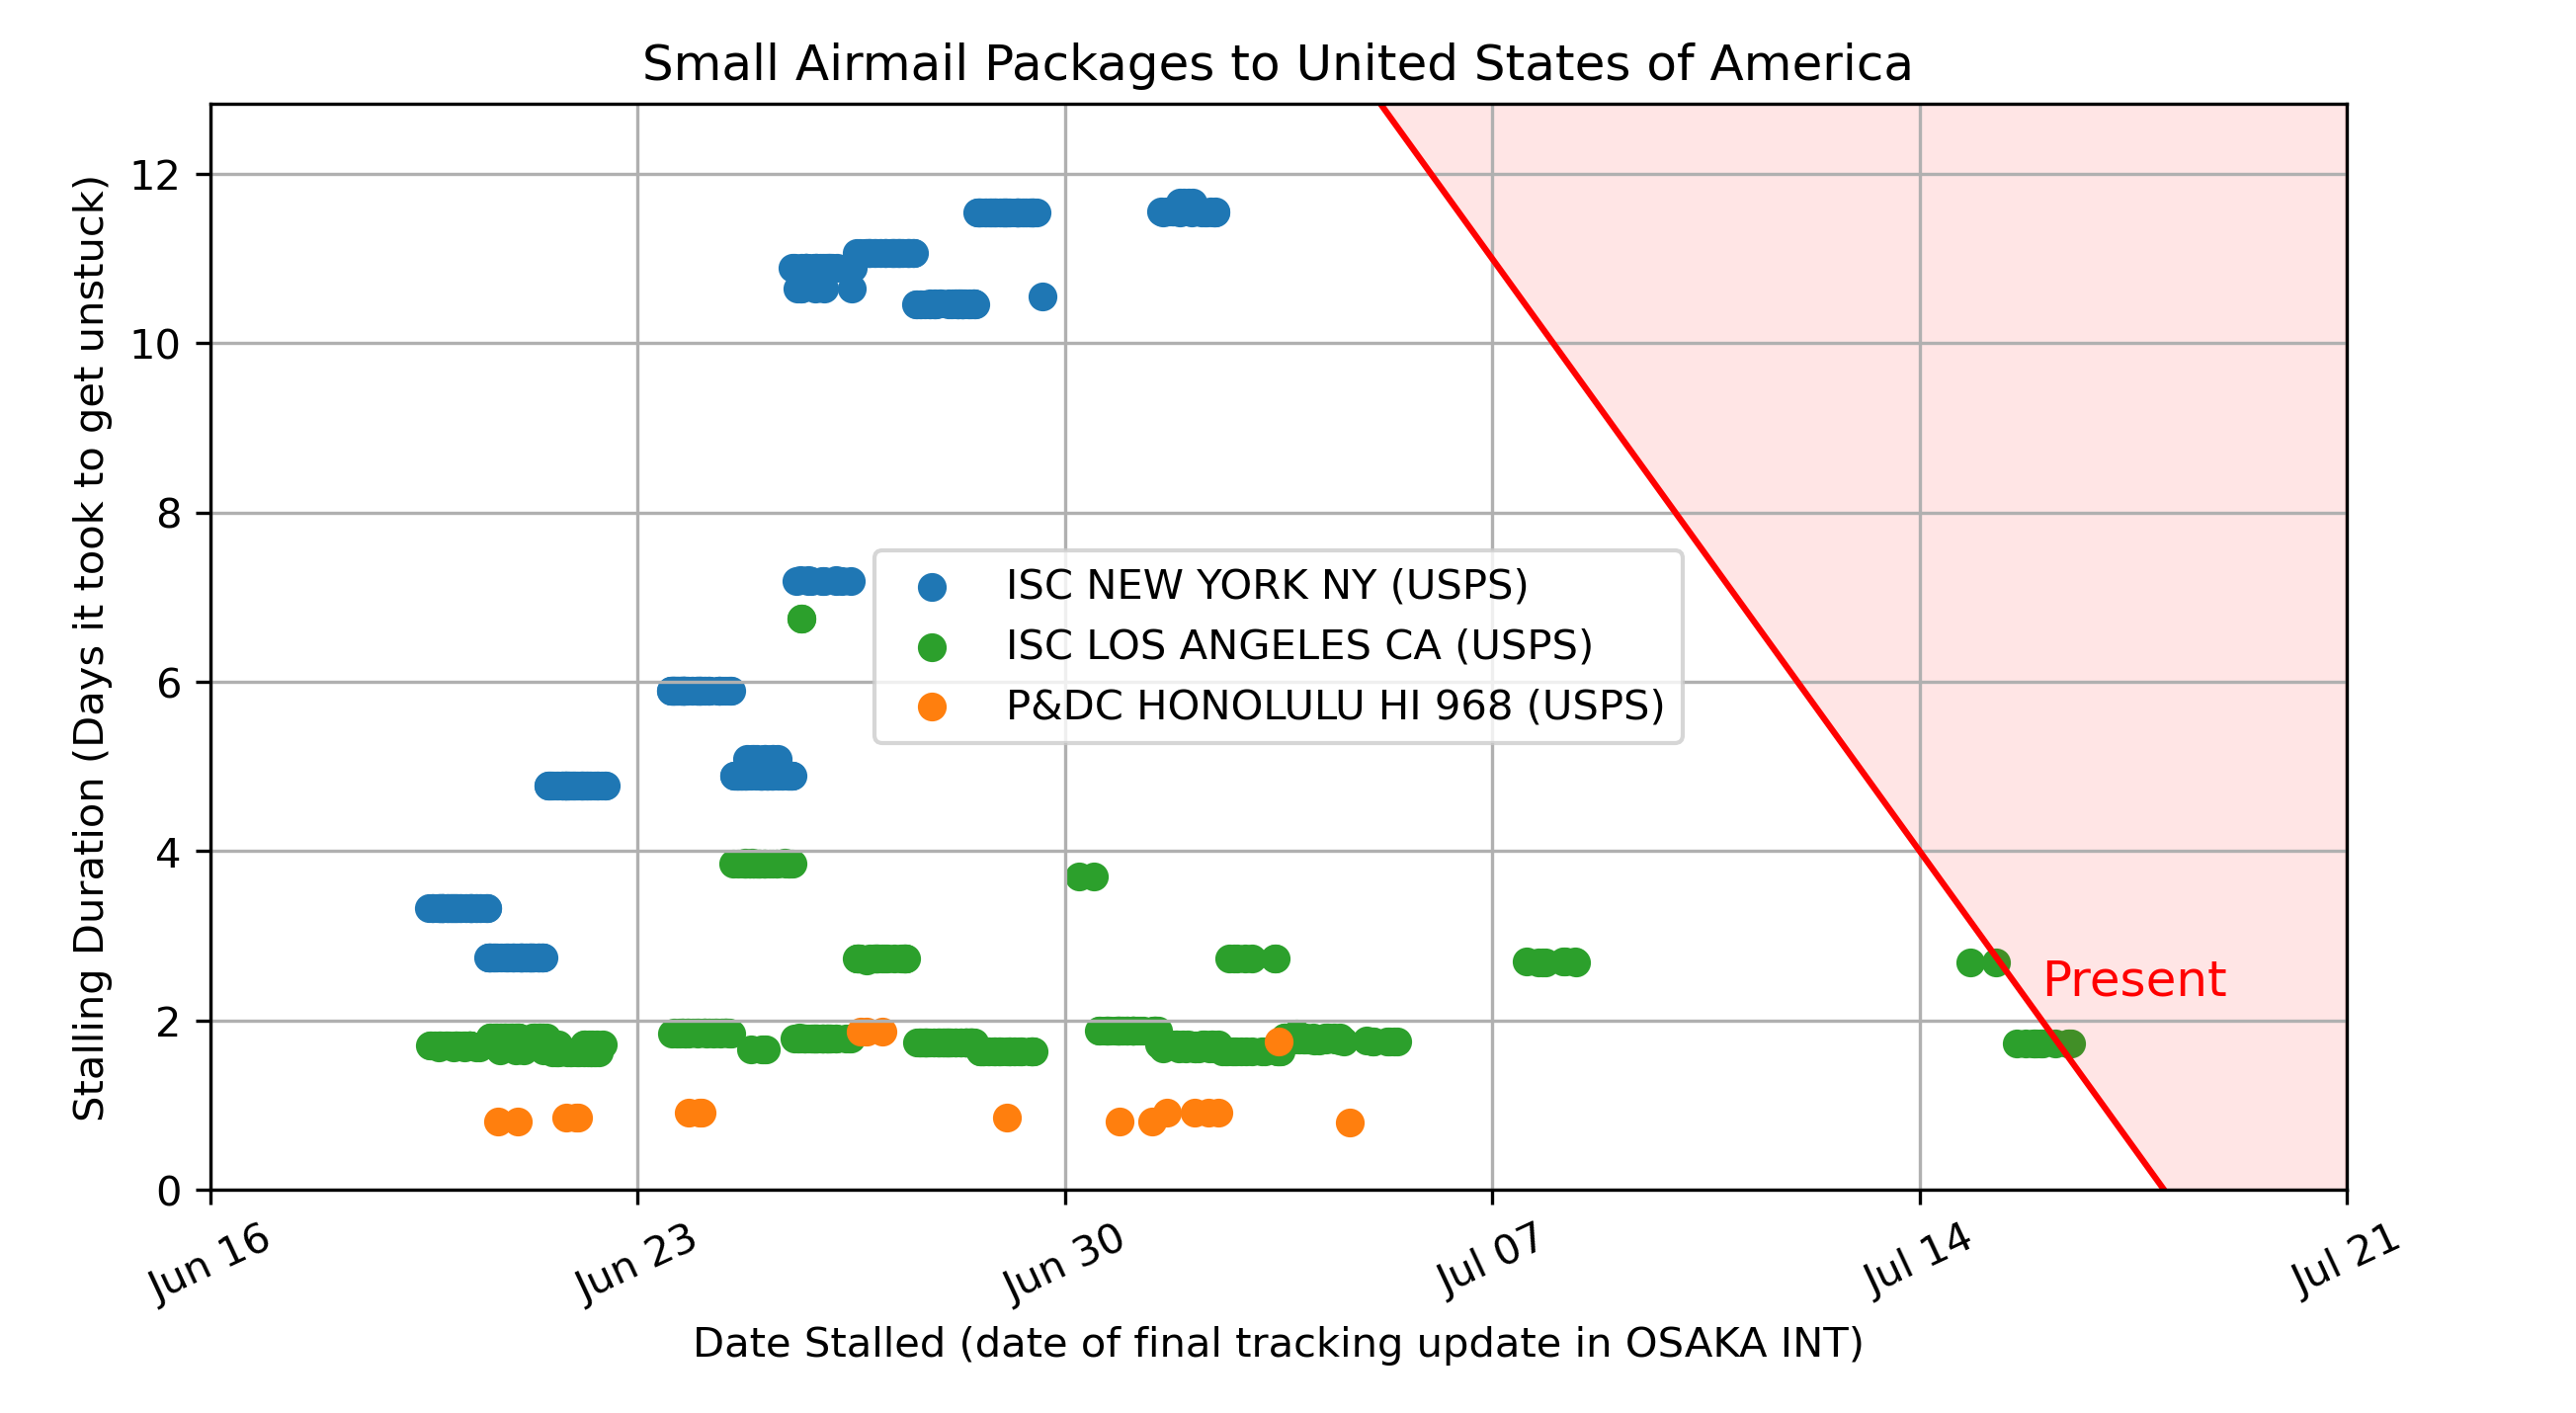 Small Airmail Packages to United States of America
Stalling Duration (Days it took to get unstuck)
12
10
8
6
4
2
0
ISC NEW YORK NY (USPS)
ISC LOS ANGELES CA (USPS)
P&DC HONOLULU HI 968 (USPS)
Present
Jun 16
Jun 23
Jun 30
Jul 07
Jul 14
Jul 21
Date Stalled (date of final tracking update in OSAKA INT)